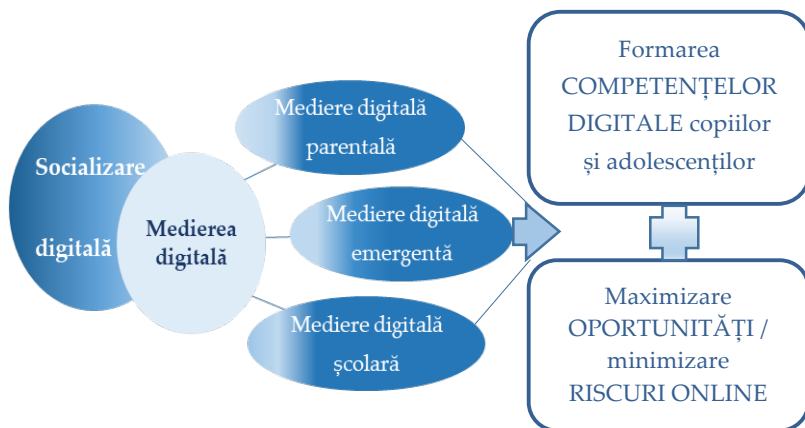 Socializare
digitală
Medierea
digitală
Mediere digitală
parentală
Mediere digitală
emergentă
Mediere digitală
școlară
Formarea
COMPETENȚELOR
DIGITALE copiilor
și adolescenților
Maximizare
OPORTUNITĂȚI /
minimizare
RISCURI ONLINE